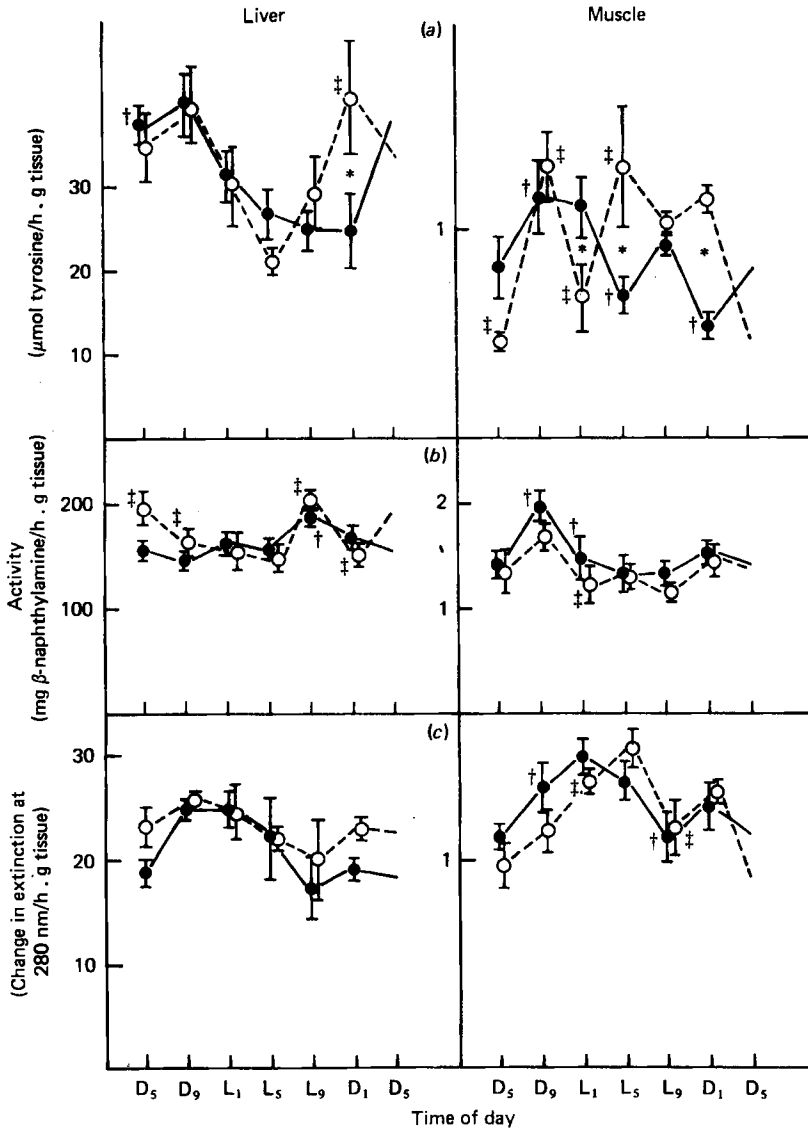 Liver
Muscle
(a)
(μmol tyrosine/h . g tissue)
30
20
10
1
† ‡ *
† ‡ ‡ * ‡ † * * † ‡ †
(b)
Activity
(mg β-naphthylamine/h . g tissue)
200
100
2
1
‡ ‡ ‡ † ‡
† † ‡
(c)
(Change in extinction at
280 nm/h . g tissue)
30
20
10
1
† ‡ † ‡
D₅ D₉ L₁ L₅ L₉ D₁ D₅
D₅ D₉ L₁ L₅ L₉ D₁ D₅
Time of day